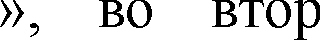 », во втор